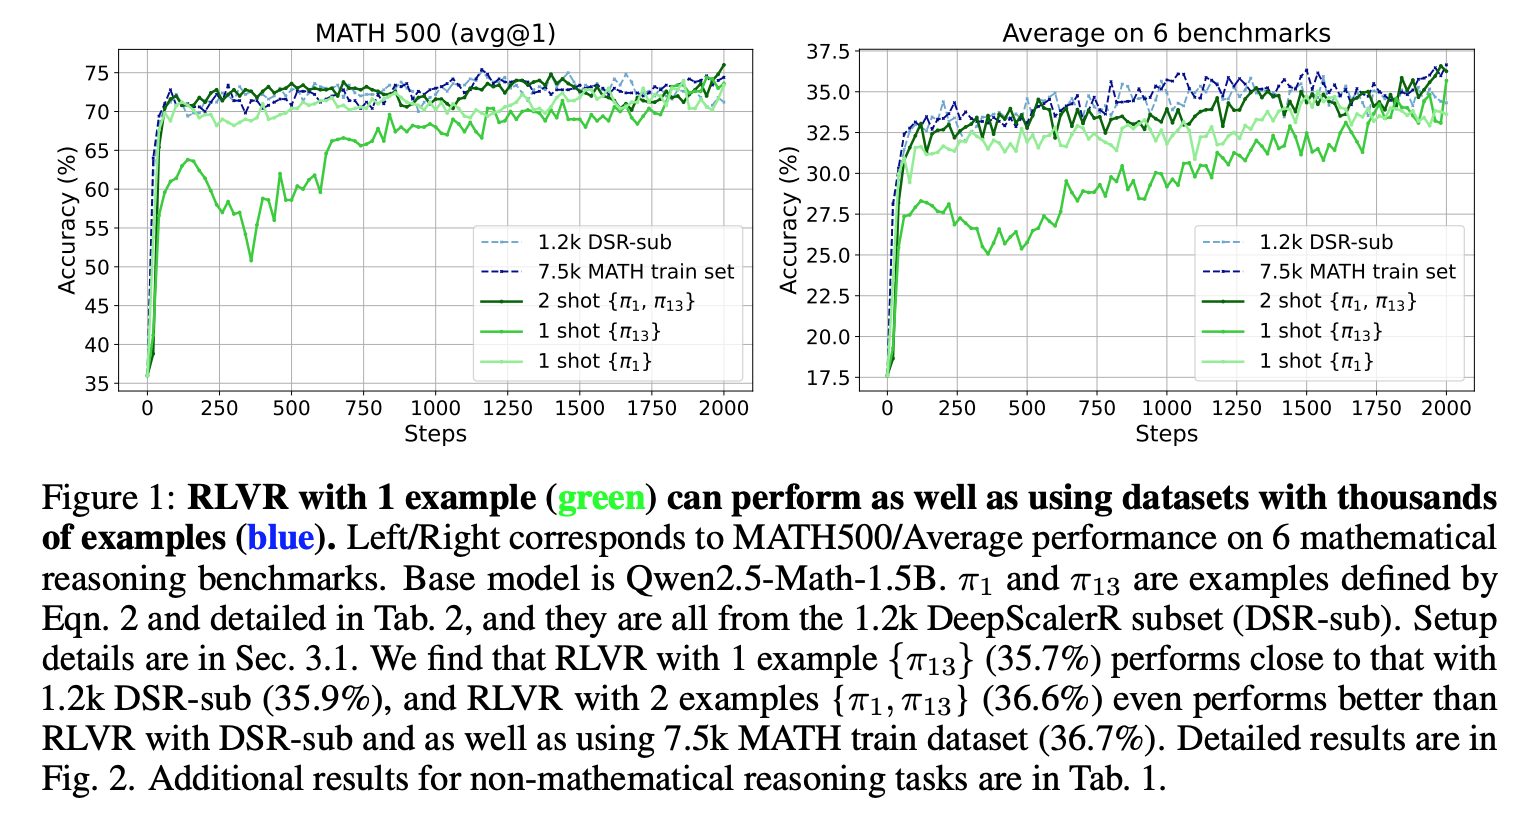 MATH 500 (avg@1)
75
70
65
60
55
50
45
40
35
Accuracy (%)
0 250 500 750 1000 1250 1500 1750 2000
Steps
1.2k DSR-sub
7.5k MATH train set
2 shot {π1, π13}
1 shot {π13}
1 shot {π1}
Average on 6 benchmarks
37.5
35.0
32.5
30.0
27.5
25.0
22.5
20.0
17.5
Accuracy (%)
0 250 500 750 1000 1250 1500 1750 2000
Steps
1.2k DSR-sub
7.5k MATH train set
2 shot {π1, π13}
1 shot {π13}
1 shot {π1}
Figure 1: RLVR with 1 example (green) can perform as well as using datasets with thousands
of examples (blue). Left/Right corresponds to MATH500/Average performance on 6 mathematical
reasoning benchmarks. Base model is Qwen2.5-Math-1.5B. π1 and π13 are examples defined by
Eqn. 2 and detailed in Tab. 2, and they are all from the 1.2k DeepScalerR subset (DSR-sub). Setup
details are in Sec. 3.1. We find that RLVR with 1 example {π13} (35.7%) performs close to that with
1.2k DSR-sub (35.9%), and RLVR with 2 examples {π1, π13} (36.6%) even performs better than
RLVR with DSR-sub and as well as using 7.5k MATH train dataset (36.7%). Detailed results are in
Fig. 2. Additional results for non-mathematical reasoning tasks are in Tab. 1.